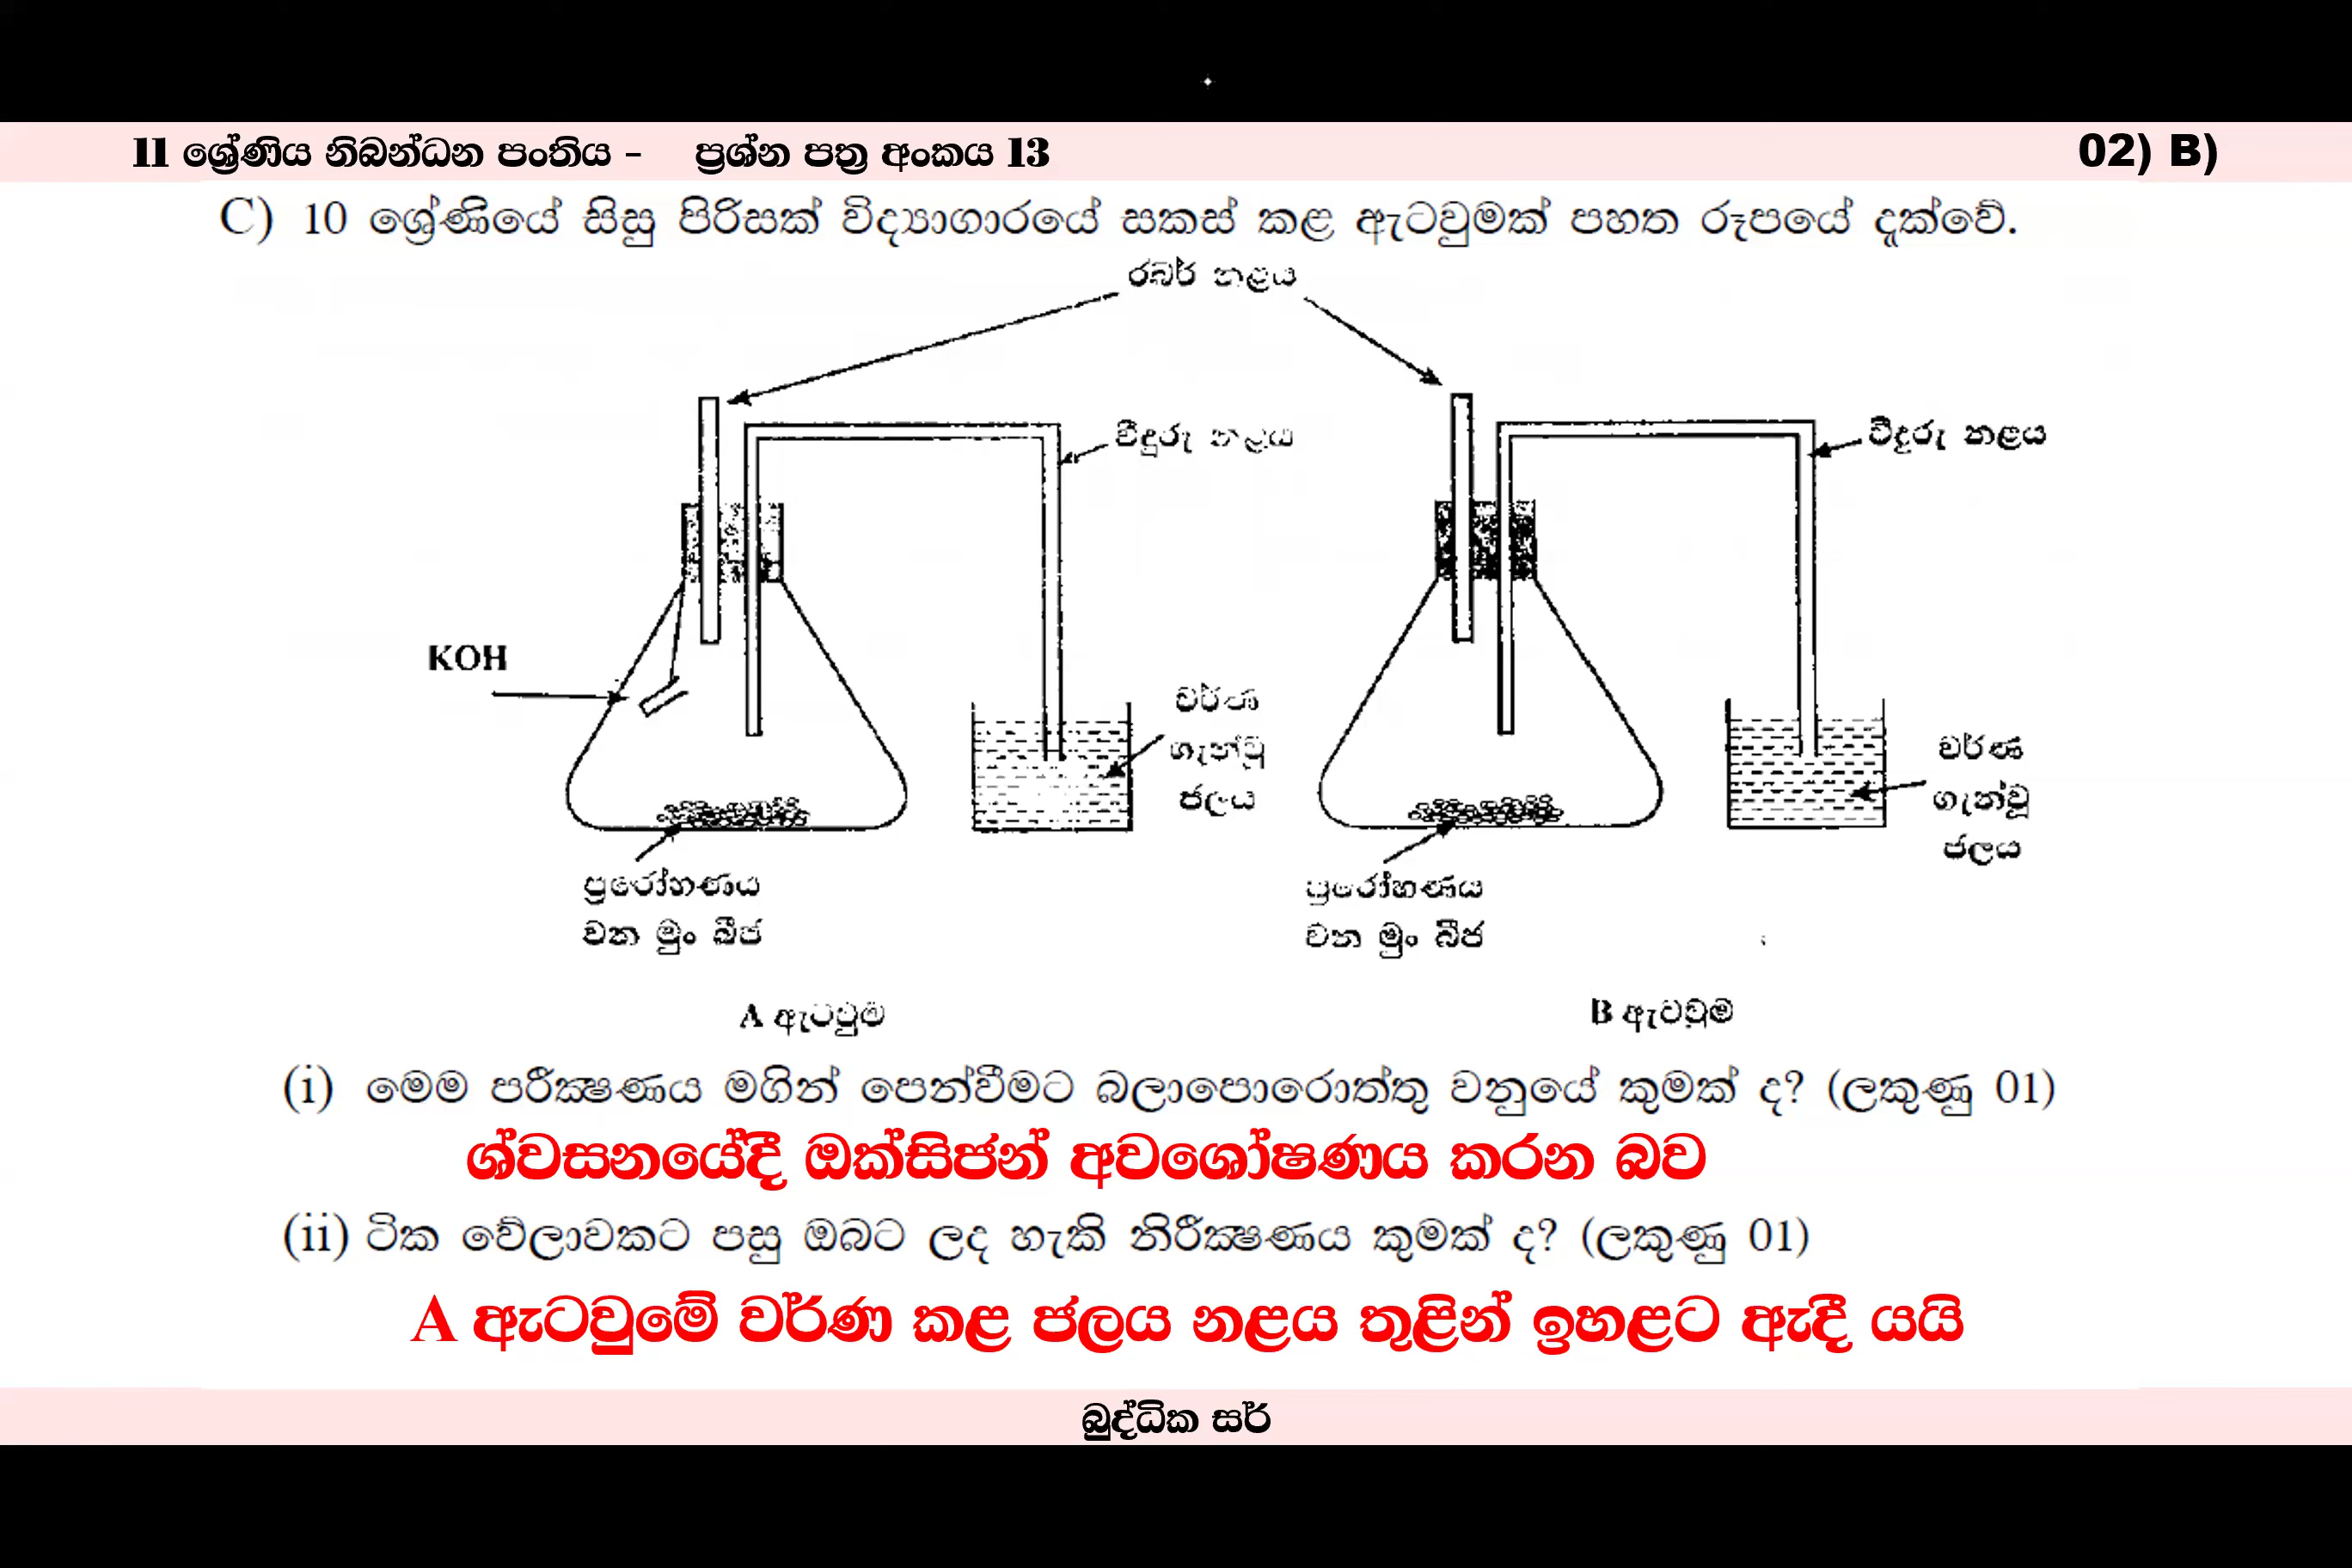 11 ශ්‍රේණිය නිබන්ධන පංතිය - ප්‍රශ්න පත්‍ර අංකය 13
02) B)
C) 10 ශ්‍රේණියේ සිසු පිරිසක් විද්‍යාගාරයේ සකස් කළ ඇටවුමක් පහත රූපයේ දැක්වේ.
රබර් නළය
වීදුරු නළය
වීදුරු නළය
KOH
වර්ණ
ගැන්වූ
ජලය
වර්ණ
ගැන්වූ
ජලය
ප්‍රරෝහණය
වන මුං බීජ
ප්‍රරෝහණය
වන මුං බීජ
A ඇටවුම
B ඇටවුම
(i) මෙම පරීක්ෂණය මගින් පෙන්වීමට බලාපොරොත්තු වනුයේ කුමක් ද? (ලකුණු 01)
ශ්වසනයේදී ඔක්සිජන් අවශෝෂණය කරන බව
(ii) ටික වේලාවකට පසු ඔබට ලද හැකි නිරීක්ෂණය කුමක් ද? (ලකුණු 01)
A ඇටවුමේ වර්ණ කළ ජලය නළය තුළින් ඉහළට ඇදී යයි
බුද්ධික සර්